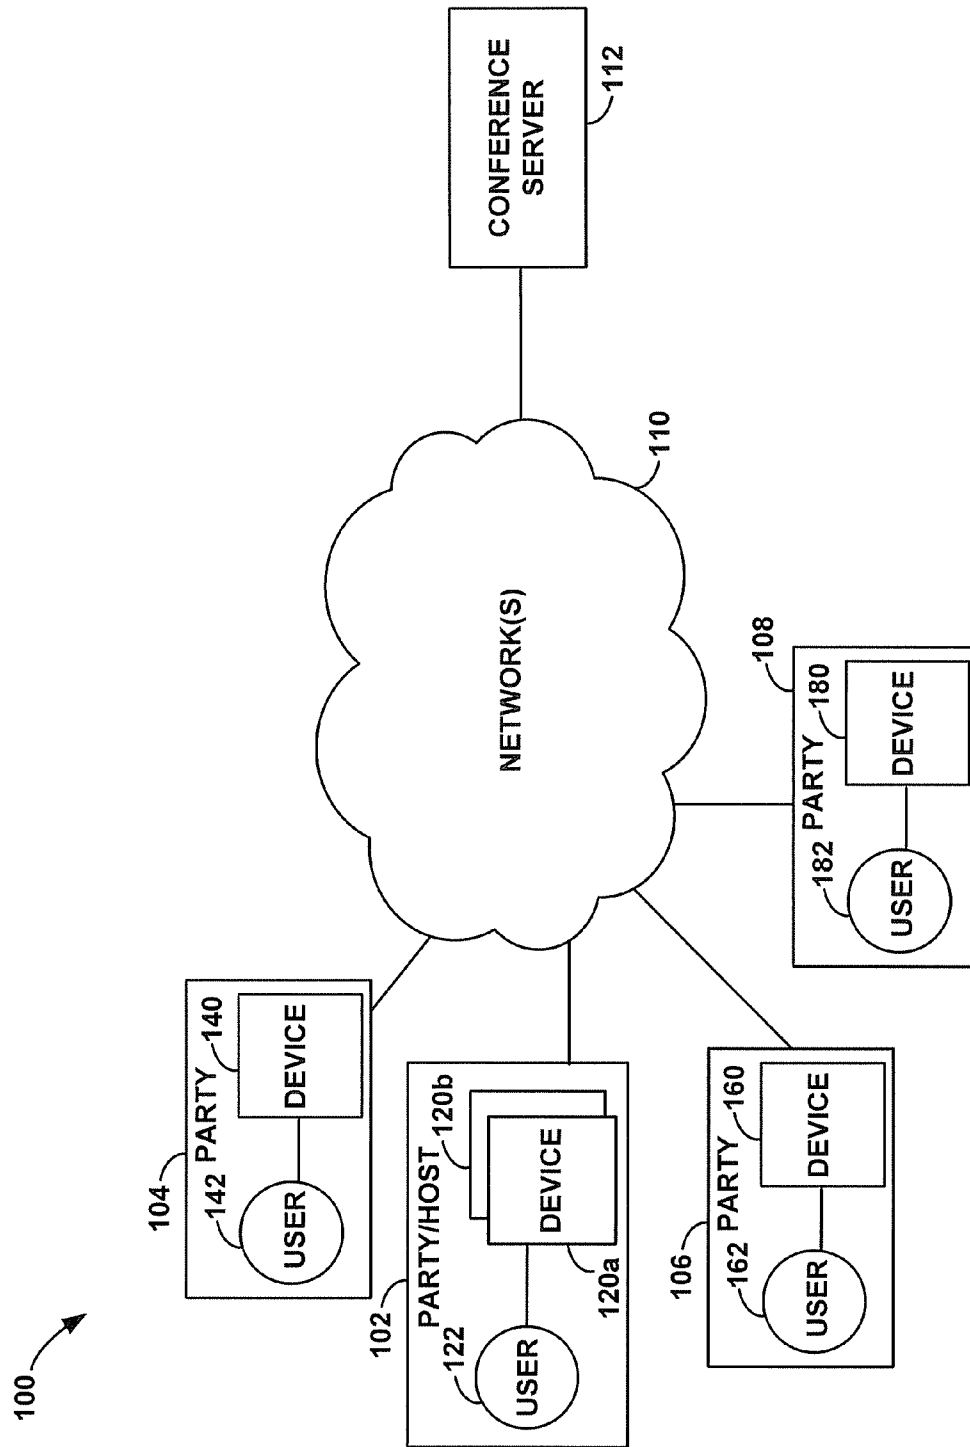 100
104
PARTY
142
140
USER
DEVICE
102
PARTY/HOST
122
120b
USER
DEVICE
120a
106
PARTY
162
160
USER
DEVICE
108
PARTY
182
180
USER
DEVICE
NETWORK(S)
110
CONFERENCE
SERVER
112